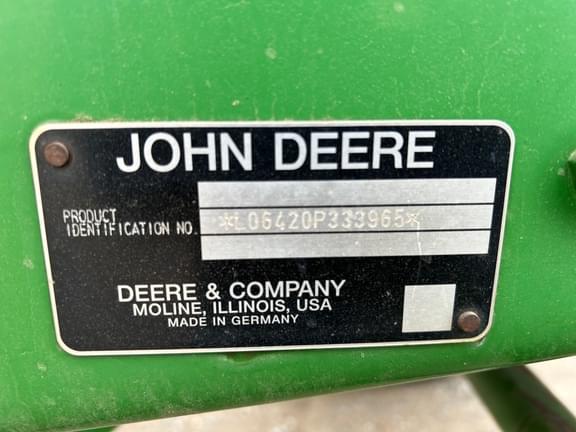 JOHN DEERE
PRODUCT
IDENTIFICATION NO.
*L06420P333965*
DEERE & COMPANY
MOLINE, ILLINOIS, USA
MADE IN GERMANY